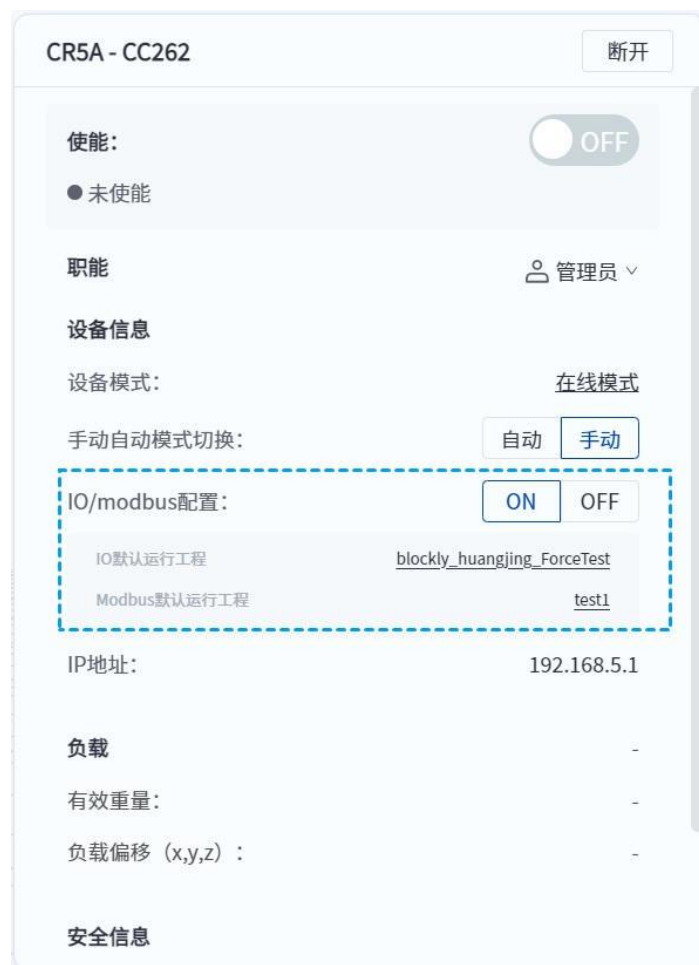 CR5A - CC262 断开
使能： OFF
未使能
职能 管理员
设备信息
设备模式： 在线模式
手动自动模式切换： 自动 手动
IO/modbus配置： ON OFF
IO默认运行工程 blockly_huangjing_ForceTest
Modbus默认运行工程 test1
IP地址： 192.168.5.1
负载 -
有效重量： -
负载偏移（x,y,z）： -
安全信息